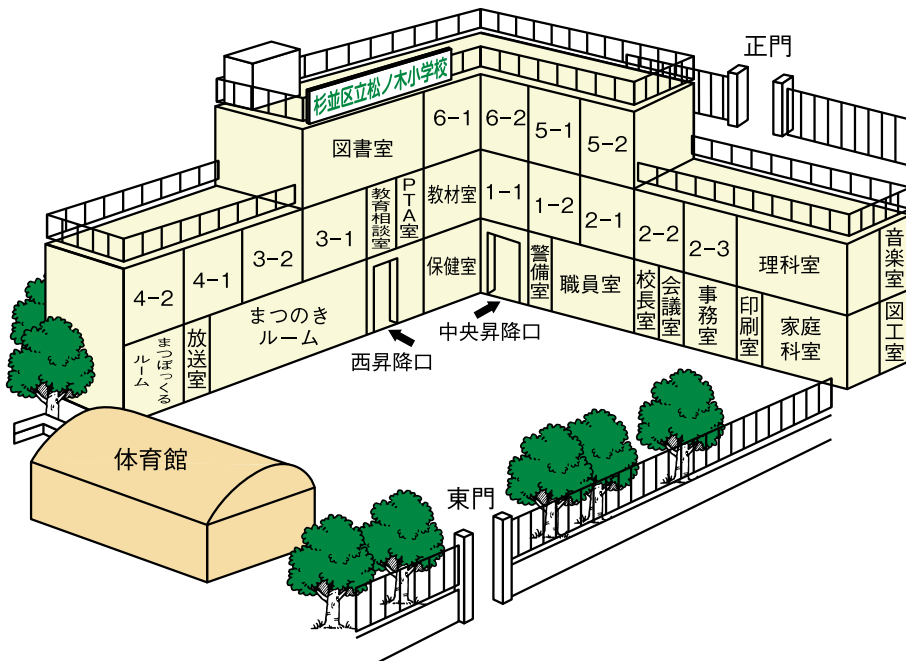 正門
杉並区立松ノ木小学校
図書室
6-1
6-2
5-1
5-2
4-2
4-1
3-2
3-1
教育相談室
PTA室
教材室
1-1
1-2
2-1
2-2
2-3
理科室
音楽室
まつぼっくる
ルーム
放送室
まつのき
ルーム
保健室
警備室
職員室
校長室
会議室
事務室
印刷室
家庭
科室
図工室
西昇降口
中央昇降口
体育館
東門